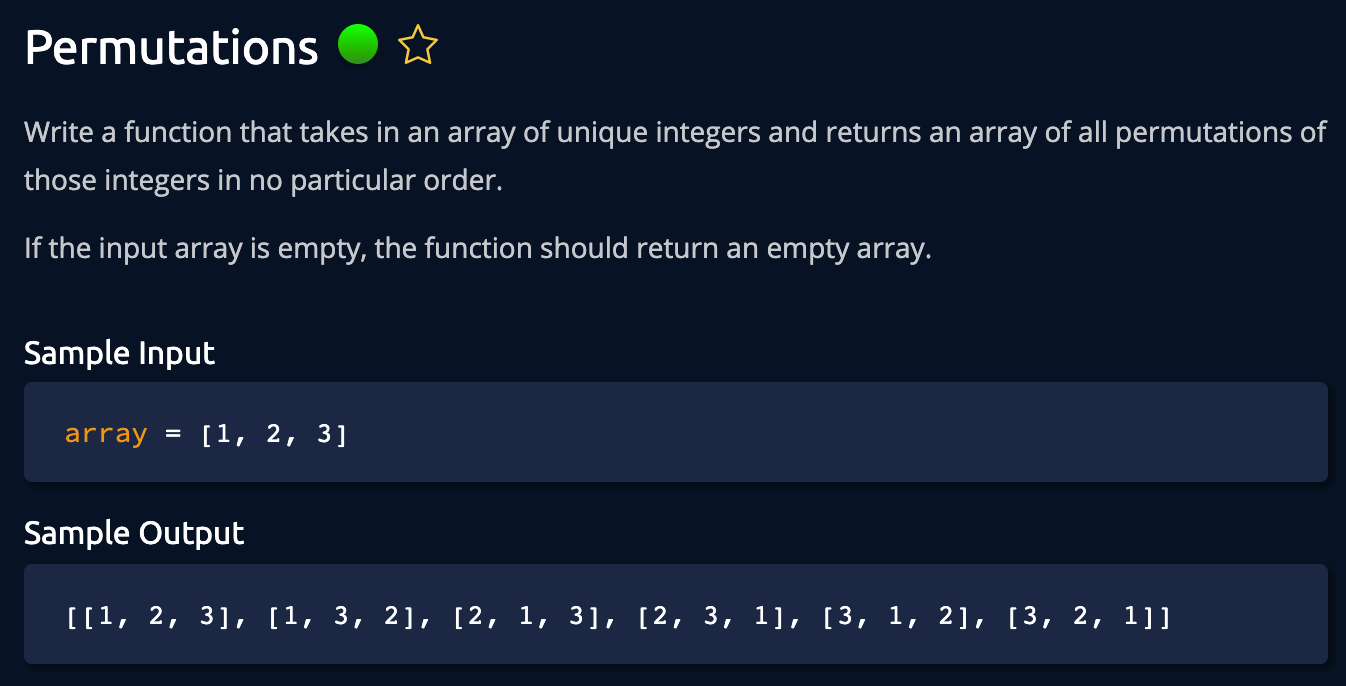 Permutations
Write a function that takes in an array of unique integers and returns an array of all permutations of
those integers in no particular order.
If the input array is empty, the function should return an empty array.
Sample Input
array = [1, 2, 3]
Sample Output
[[1, 2, 3], [1, 3, 2], [2, 1, 3], [2, 3, 1], [3, 1, 2], [3, 2, 1]]